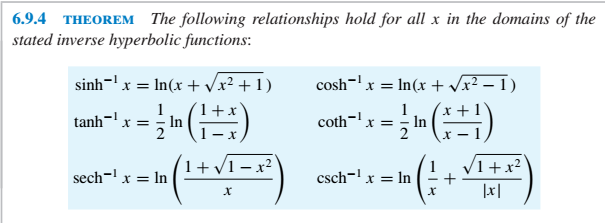 6.9.4 THEOREM The following relationships hold for all x in the domains of the
stated inverse hyperbolic functions:
sinh⁻¹ x = ln(x + √(x² + 1)) cosh⁻¹ x = ln(x + √(x² − 1))
tanh⁻¹ x = 1/2 ln((1 + x)/(1 − x)) coth⁻¹ x = 1/2 ln((x + 1)/(x − 1))
sech⁻¹ x = ln((1 + √(1 − x²))/x) csch⁻¹ x = ln(1/x + √(1 + x²)/|x|)